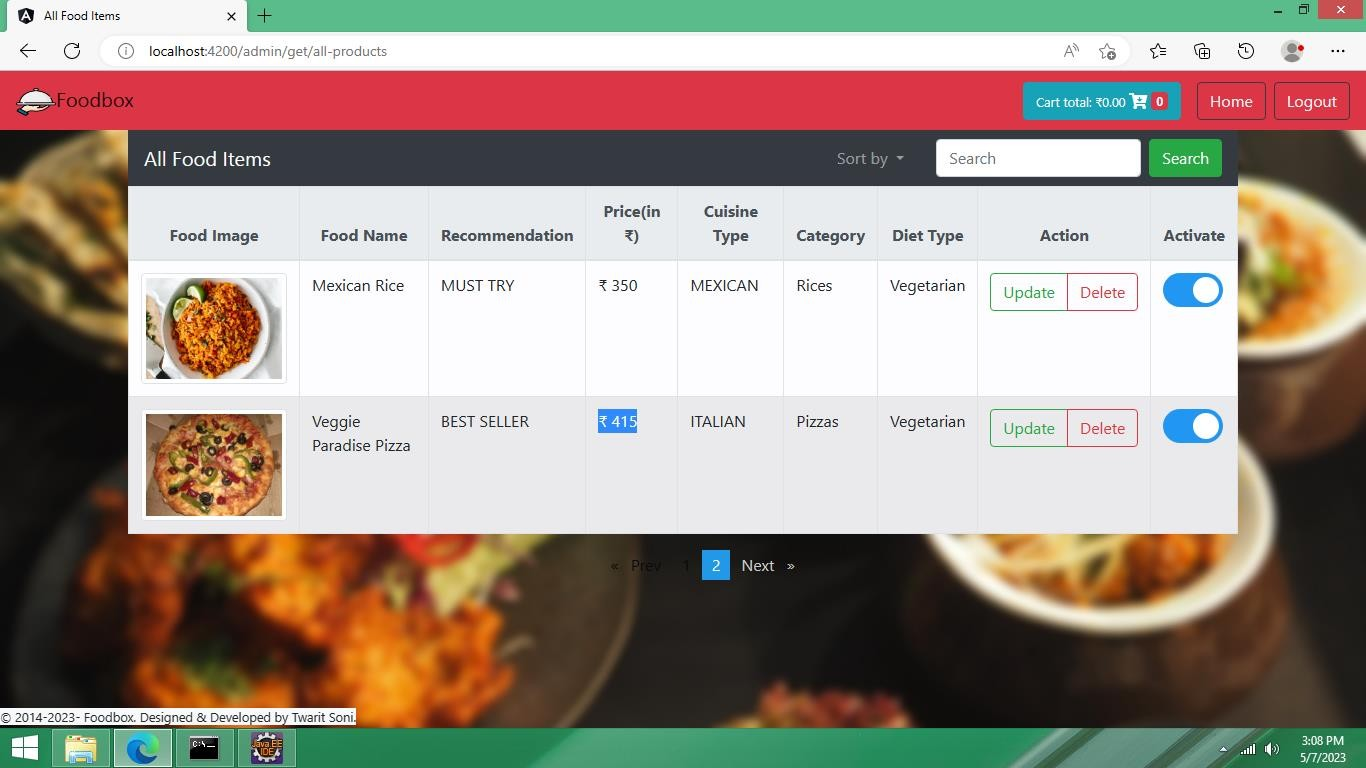 All Food Items
localhost:4200/admin/get/all-products
Foodbox
Cart total: ₹0.00 0
Home
Logout
All Food Items
Sort by
Search
Search
Food Image
Food Name
Recommendation
Price(in
₹)
Cuisine
Type
Category
Diet Type
Action
Activate
Mexican Rice
MUST TRY
₹ 350
MEXICAN
Rices
Vegetarian
Update
Delete
Veggie
Paradise Pizza
BEST SELLER
₹ 415
ITALIAN
Pizzas
Vegetarian
Update
Delete
« Prev 1 2 Next »
© 2014-2023- Foodbox. Designed & Developed by Twarit Soni.
C:\_
Java EE
IDE
3:08 PM
5/7/2023